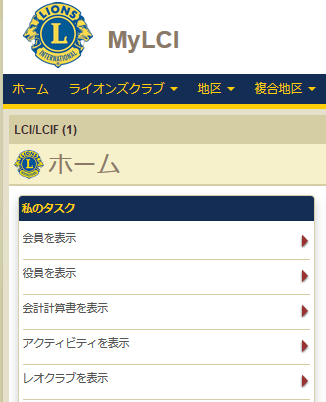 LIONS
L
INTERNATIONAL
MyLCI
ホーム ライオンズクラブ 地区 複合地区
LCI/LCIF (1)
ホーム
私のタスク
会員を表示
役員を表示
会計計算書を表示
アクティビティを表示
レオクラブを表示